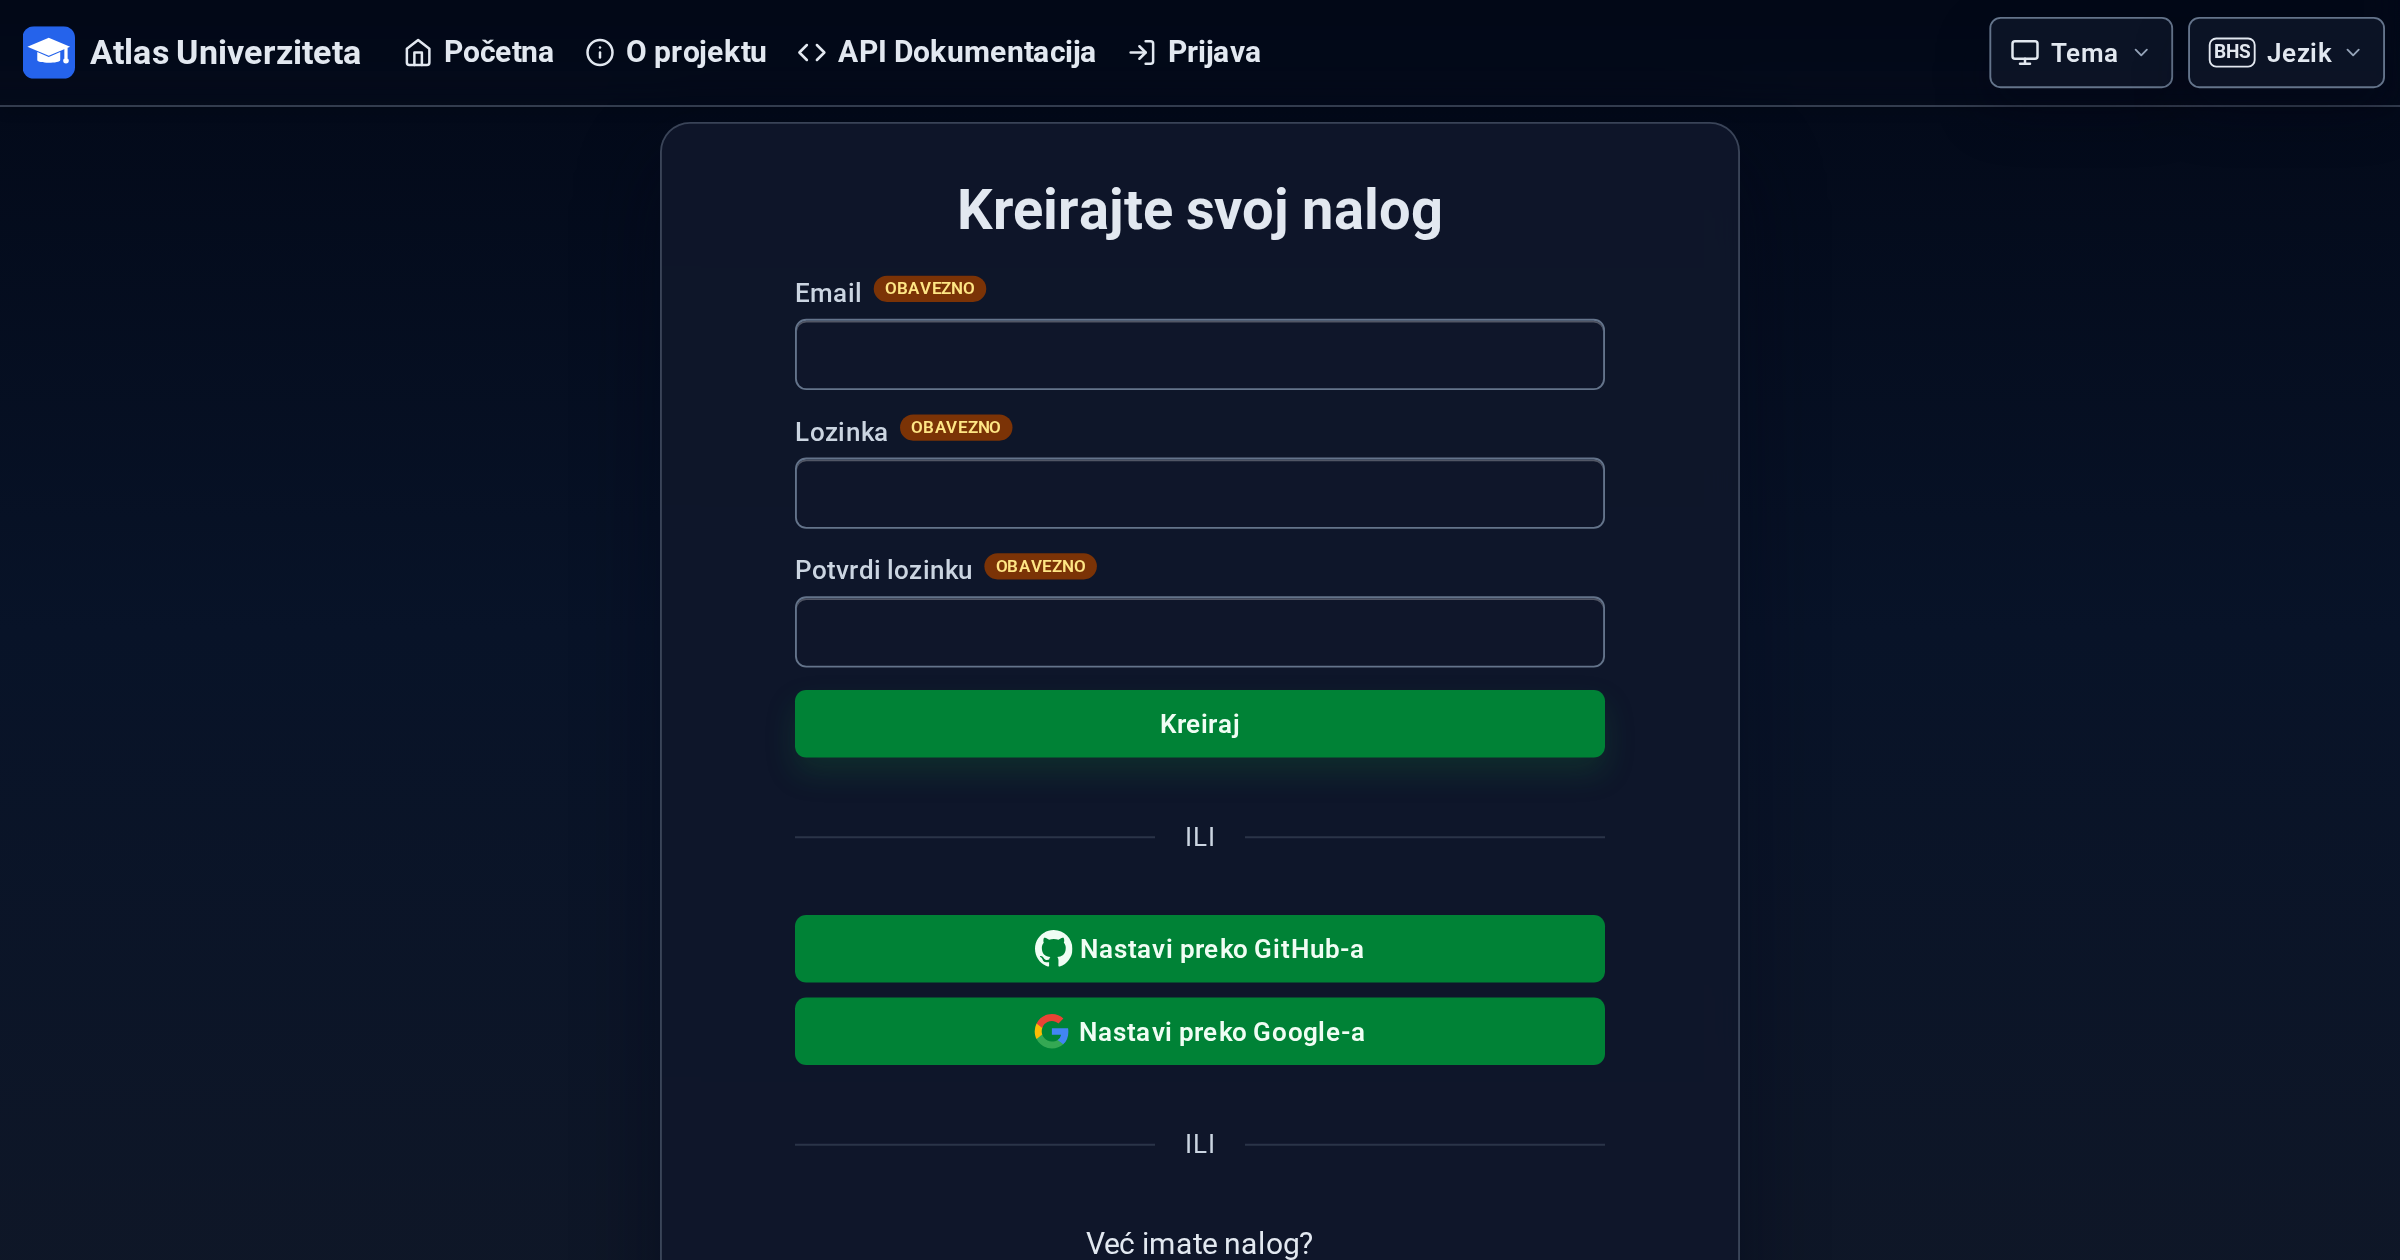 Atlas Univerziteta
Početna
O projektu
API Dokumentacija
Prijava
Tema
BHS Jezik
Kreirajte svoj nalog
Email OBAVEZNO
Lozinka OBAVEZNO
Potvrdi lozinku OBAVEZNO
Kreiraj
ILI
Nastavi preko GitHub-a
Nastavi preko Google-a
ILI
Već imate nalog?